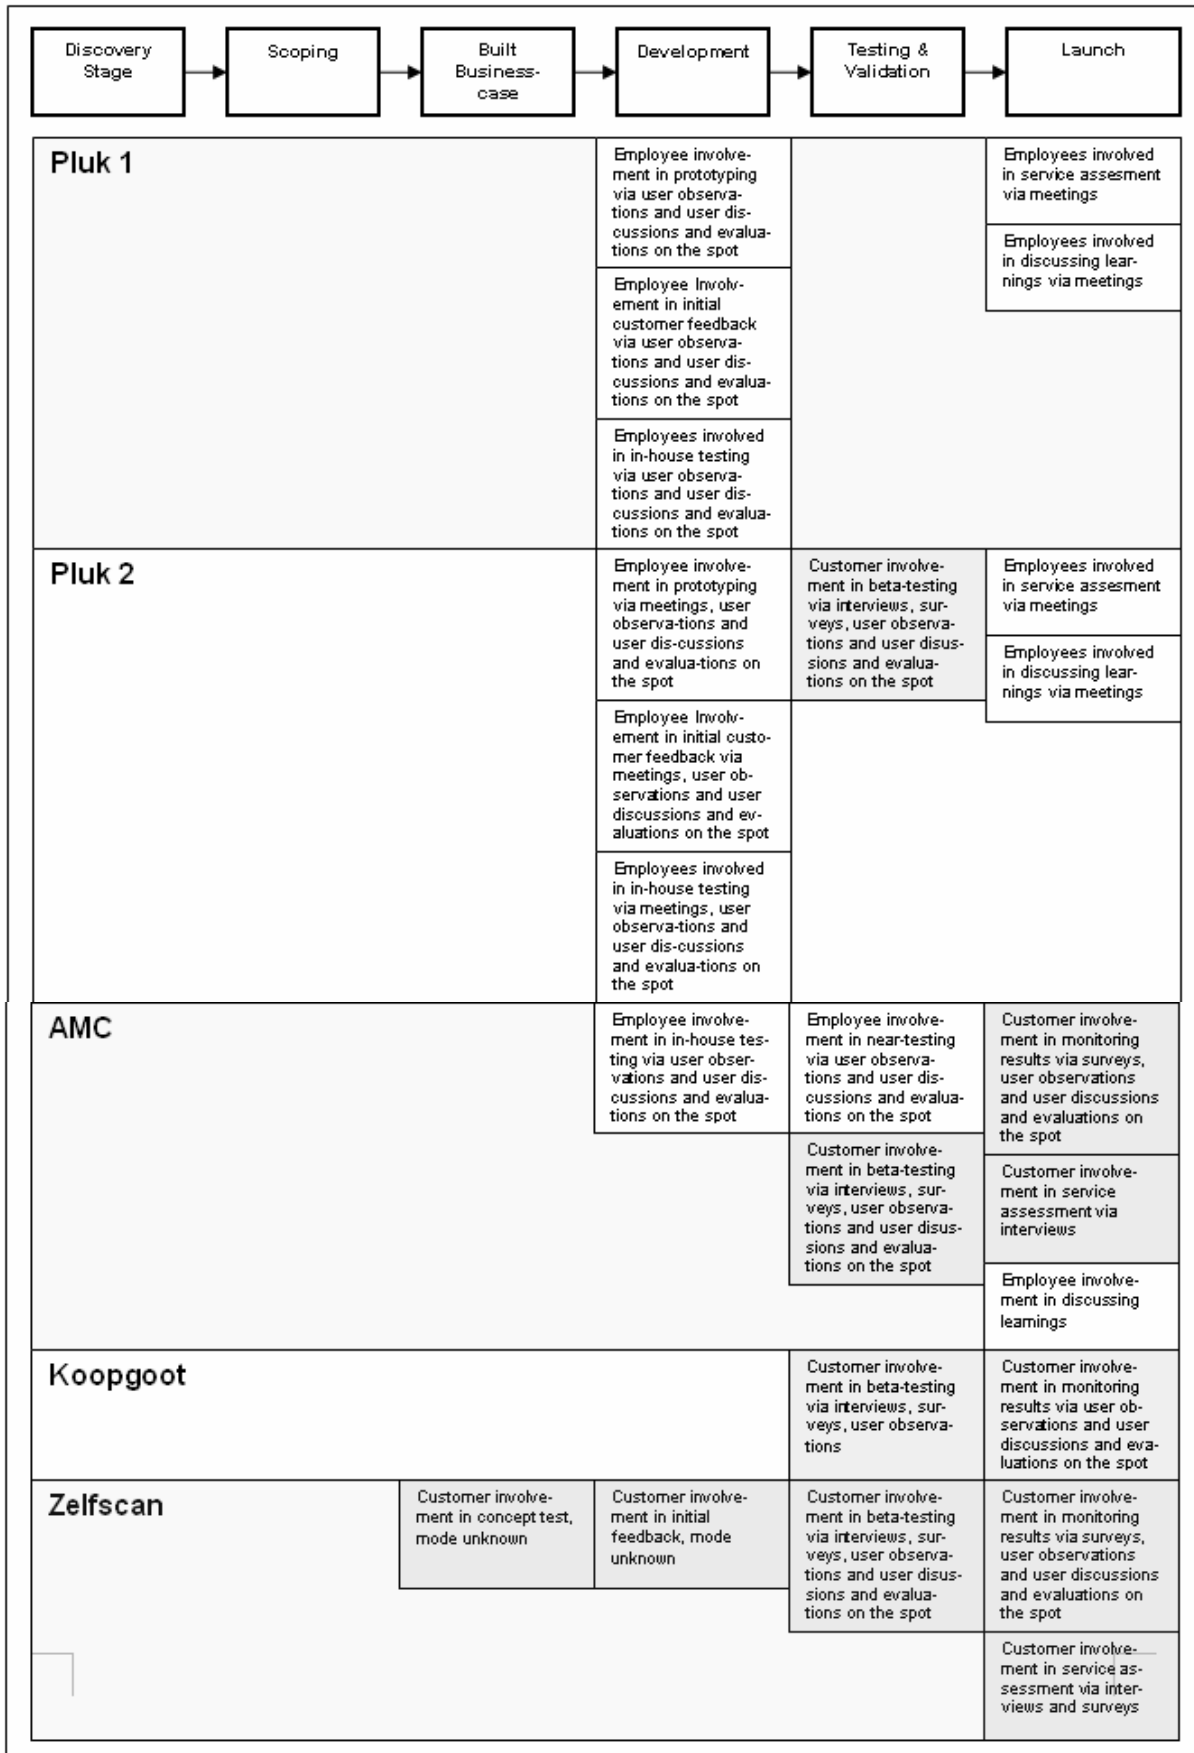 Discovery
Stage
Scoping
Built
Business-
case
Development
Testing &
Validation
Launch
Pluk 1
Employee involve-
ment in prototyping
via user observa-
tions and user dis-
cussions and evalua-
tions on the spot
Employee Involv-
ement in initial
customer feedback
via user observa-
tions and user dis-
cussions and evalua-
tions on the spot
Employees involved
in in-house testing
via user observa-
tions and user dis-
cussions and evalua-
tions on the spot
Employees involved
in service assesment
via meetings
Employees involved
in discussing lear-
nings via meetings
Pluk 2
Employee involve-
ment in prototyping
via meetings, user
observa-tions and
user dis-cussions
and evalua-tions on
the spot
Employee Involv-
ement in initial custo-
mer feedback via
meetings, user ob-
servations and user
discussions and ev-
aluations on the spot
Employees involved
in in-house testing
via meetings, user
observa-tions and
user dis-cussions
and evalua-tions on
the spot
Customer involve-
ment in beta-testing
via interviews, sur-
veys, user observa-
tions and user disus-
sions and evalua-
tions on the spot
Employees involved
in service assesment
via meetings
Employees involved
in discussing lear-
nings via meetings
AMC
Employee involve-
ment in in-house tes-
ting via user obser-
vations and user dis-
cussions and evalua-
tions on the spot
Employee involve-
ment in near-testing
via user observa-
tions and user dis-
cussions and evalua-
tions on the spot
Customer involve-
ment in beta-testing
via interviews, sur-
veys, user observa-
tions and user disus-
sions and evalua-
tions on the spot
Customer involve-
ment in monitoring
results via surveys,
user observations
and user discussions
and evaluations on
the spot
Customer involve-
ment in service
assessment via
interviews
Employee involve-
ment in discussing
learnings
Koopgoot
Customer involve-
ment in beta-testing
via interviews, sur-
veys, user observa-
tions
Customer involve-
ment in monitoring
results via user ob-
servations and user
discussions and eva-
luations on the spot
Zelfscan
Customer involve-
ment in concept test,
mode unknown
Customer involve-
ment in initial
feedback, mode
unknown
Customer involve-
ment in beta-testing
via interviews, sur-
veys, user observa-
tions and user disus-
sions and evalua-
tions on the spot
Customer involve-
ment in monitoring
results via surveys,
user observations
and user discussions
and evaluations on
the spot
Customer involve-
ment in service as-
sessment via inter-
views and surveys